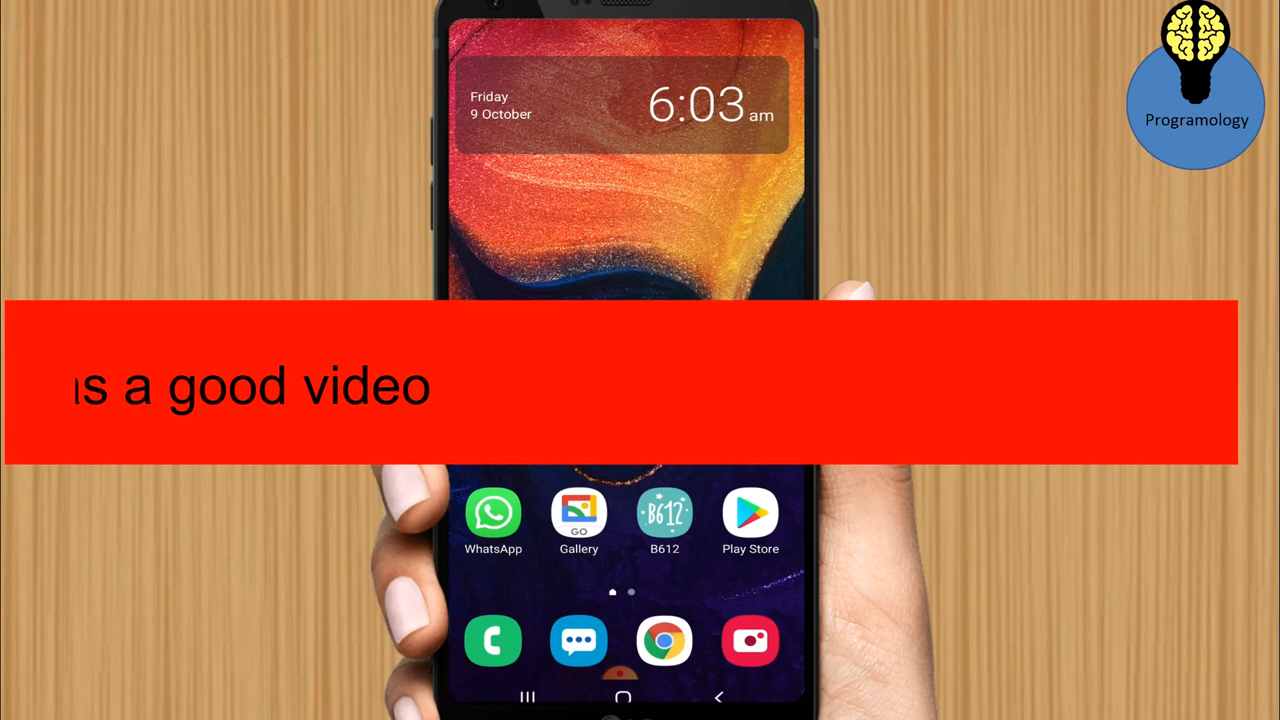 Friday
9 October
6:03 am
Programology
a good video
B612
GO
WhatsApp
Gallery
B612
Play Store